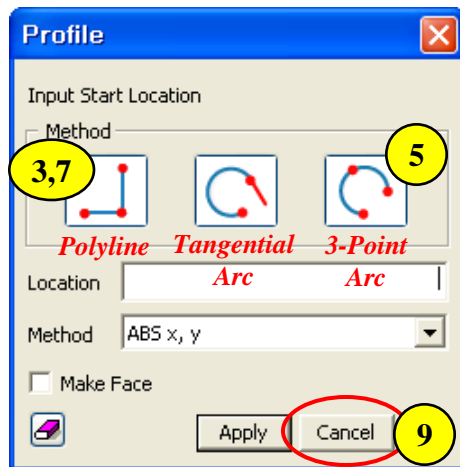 Profile
Input Start Location
Method
3,7
5
Polyline Tangential Arc 3-Point Arc
Location
Method ABS x, y
Make Face
Apply Cancel 9